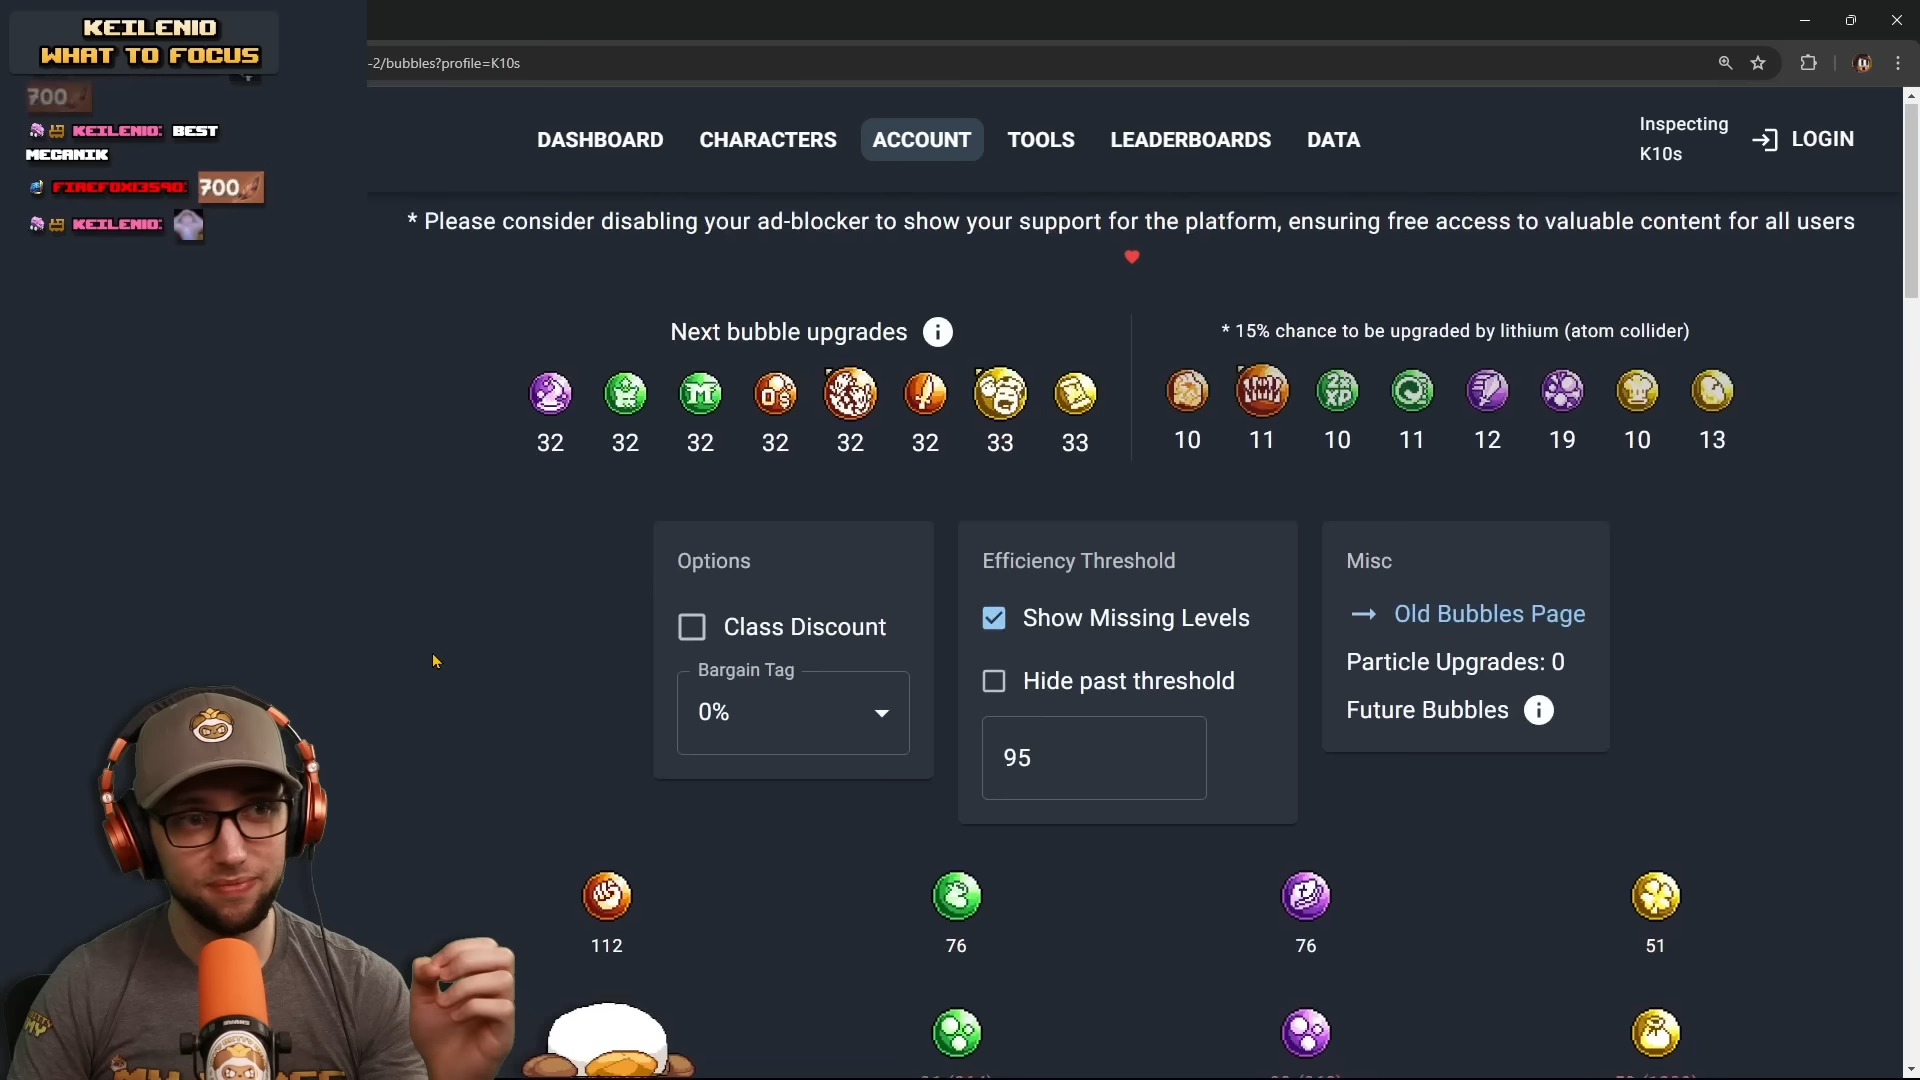 KEILENIO
WHAT TO FOCUS
700
KEILENIO: BEST
MECANIK
FIREFOX13590: 700
KEILENIO:
-2/bubbles?profile=K10s
DASHBOARD CHARACTERS ACCOUNT TOOLS LEADERBOARDS DATA
Inspecting
K10s
LOGIN
* Please consider disabling your ad-blocker to show your support for the platform, ensuring free access to valuable content for all users
Next bubble upgrades
32 32 32 32 32 32 33 33
* 15% chance to be upgraded by lithium (atom collider)
2x
XP
10 11 10 11 12 19 10 13
Options
Class Discount
Bargain Tag
0%
Efficiency Threshold
Show Missing Levels
Hide past threshold
95
Misc
Old Bubbles Page
Particle Upgrades: 0
Future Bubbles
112 76 76 51